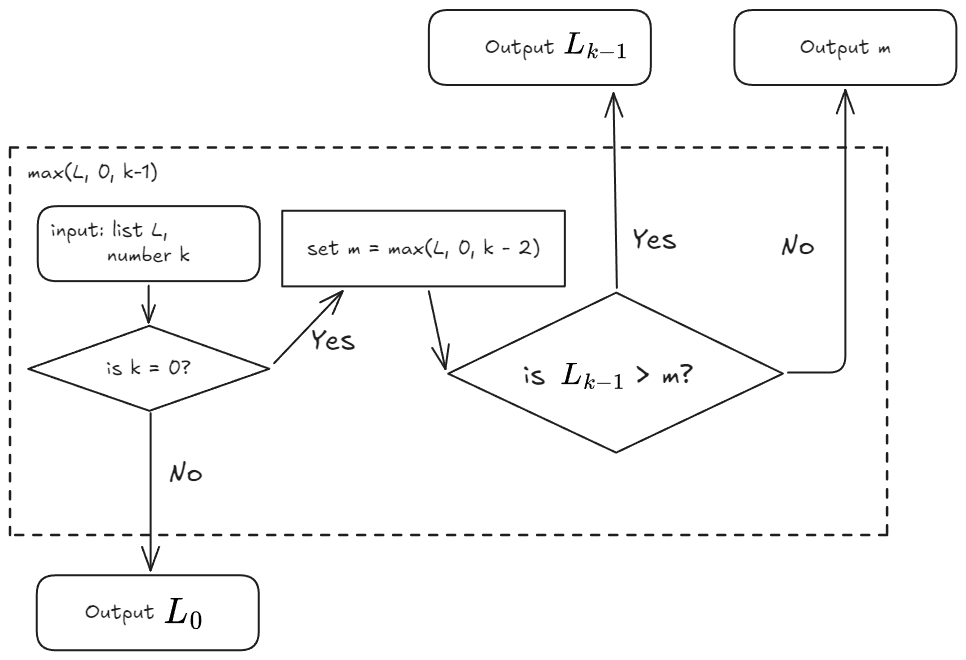 Output L_{k-1}
Output m
max(L, 0, k-1)
input: list L,
number k
set m = max(L, 0, k - 2)
Yes
No
Yes
is k = 0?
is L_{k-1} > m?
No
Output L_0